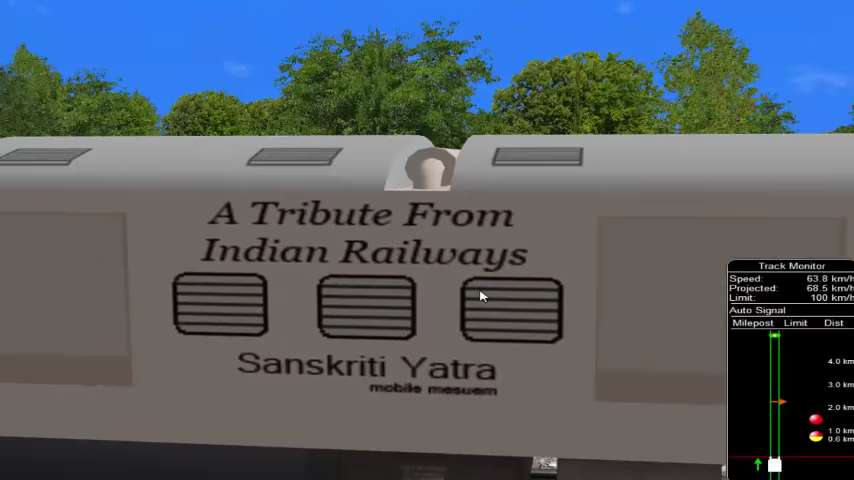 A Tribute From
Indian Railways
Sanskriti Yatra
mobile mesuem
Track Monitor
Speed: 63.8 km/h
Projected: 68.5 km/h
Limit: 100 km/h
Auto Signal
Milepost Limit Dist
4.0 km
3.0 km
2.0 km
1.0 km
0.6 km